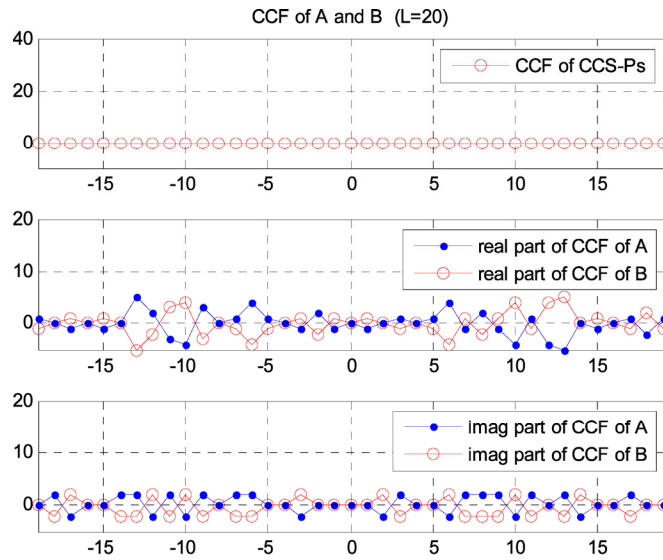 CCF of A and B (L=20)
40
20
0
CCF of CCS-Ps
-15 -10 -5 0 5 10 15
20
10
0
real part of CCF of A
real part of CCF of B
-15 -10 -5 0 5 10 15
20
10
0
imag part of CCF of A
imag part of CCF of B
-15 -10 -5 0 5 10 15